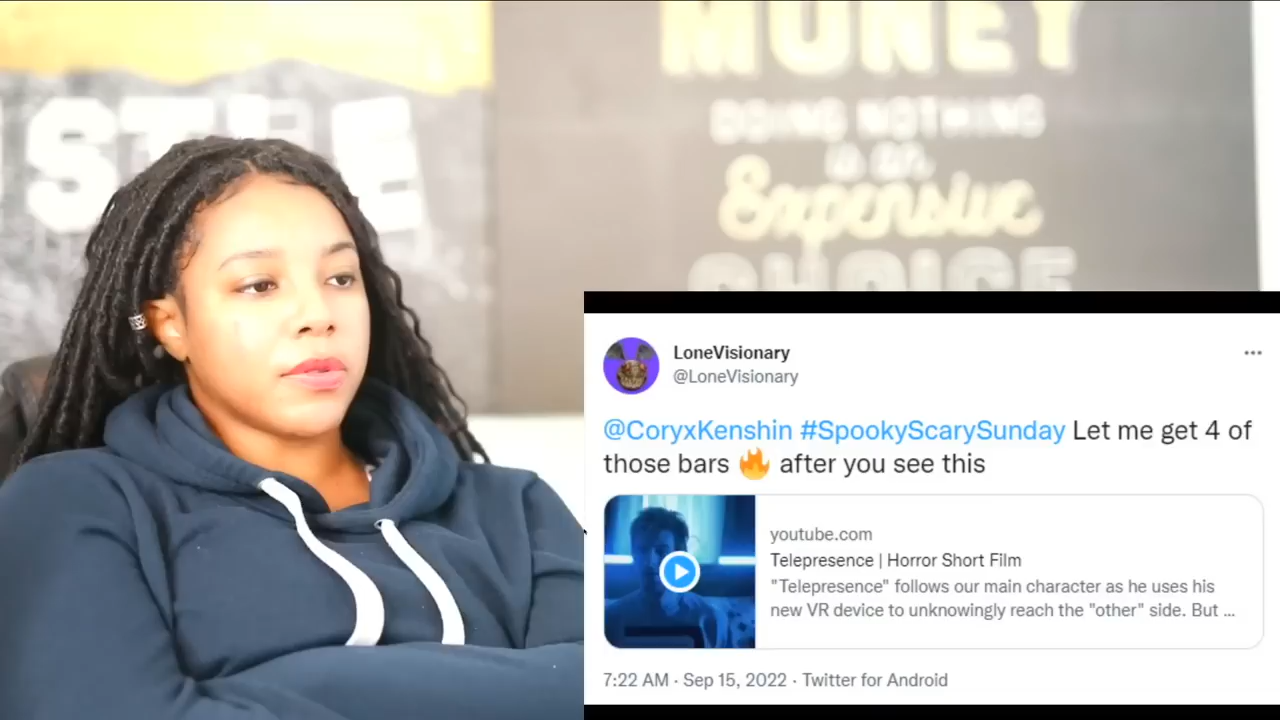 MONEY
DOING NOTHING
is an
Expensive
CHOICE
LoneVisionary
@LoneVisionary
@CoryxKenshin #SpookyScarySunday Let me get 4 of
those bars 🔥 after you see this
youtube.com
Telepresence | Horror Short Film
"Telepresence" follows our main character as he uses his
new VR device to unknowingly reach the "other" side. But ...
7:22 AM · Sep 15, 2022 · Twitter for Android